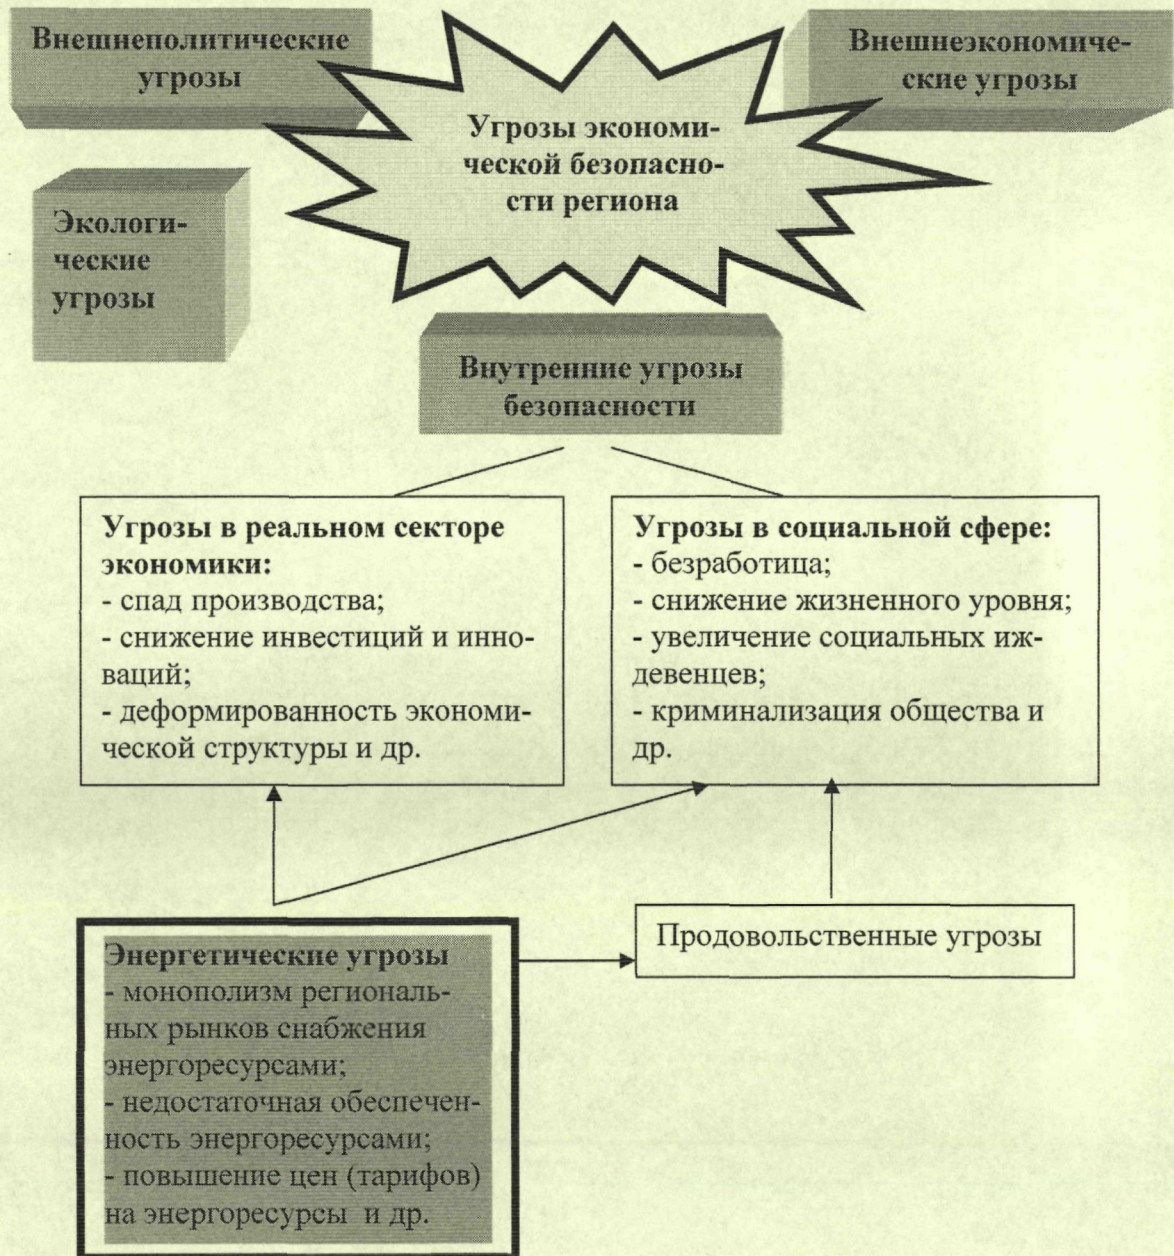 Внешнеполитические
угрозы
Внешнеэкономиче-
ские угрозы
Угрозы экономи-
ческой безопасно-
сти региона
Экологи-
ческие
угрозы
Внутренние угрозы
безопасности
Угрозы в реальном секторе
экономики:
- спад производства;
- снижение инвестиций и инно-
ваций;
- деформированность экономи-
ческой структуры и др.
Угрозы в социальной сфере:
- безработица;
- снижение жизненного уровня;
- увеличение социальных иж-
девенцев;
- криминализация общества и
др.
Энергетические угрозы
- монополизм региональ-
ных рынков снабжения
энергоресурсами;
- недостаточная обеспечен-
ность энергоресурсами;
- повышение цен (тарифов)
на энергоресурсы и др.
Продовольственные угрозы